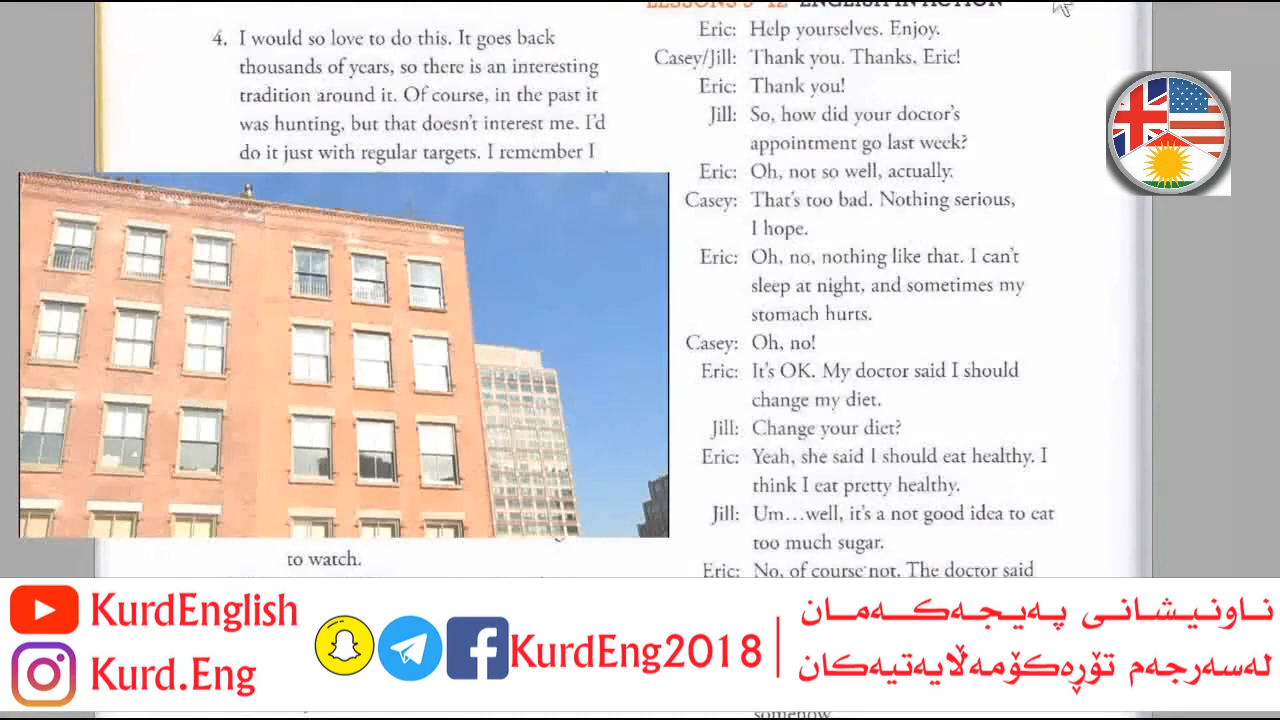 LESSONS 9-12 ENGLISH IN ACTION
4. I would so love to do this. It goes back
thousands of years, so there is an interesting
tradition around it. Of course, in the past it
was hunting, but that doesn't interest me. I'd
do it just with regular targets. I remember I
to watch.
Eric: Help yourselves. Enjoy.
Casey/Jill: Thank you. Thanks, Eric!
Eric: Thank you!
Jill: So, how did your doctor's
appointment go last week?
Eric: Oh, not so well, actually.
Casey: That's too bad. Nothing serious,
I hope.
Eric: Oh, no, nothing like that. I can't
sleep at night, and sometimes my
stomach hurts.
Casey: Oh, no!
Eric: It's OK. My doctor said I should
change my diet.
Jill: Change your diet?
Eric: Yeah, she said I should eat healthy. I
think I eat pretty healthy.
Jill: Um…well, it's a not good idea to eat
too much sugar.
Eric: No, of course not. The doctor said
somehow.
KurdEnglish
Kurd.Eng
KurdEng2018
ناونیشانی پەیجەکەمان
لەسەرجەم تۆڕەکۆمەڵایەتیەکان